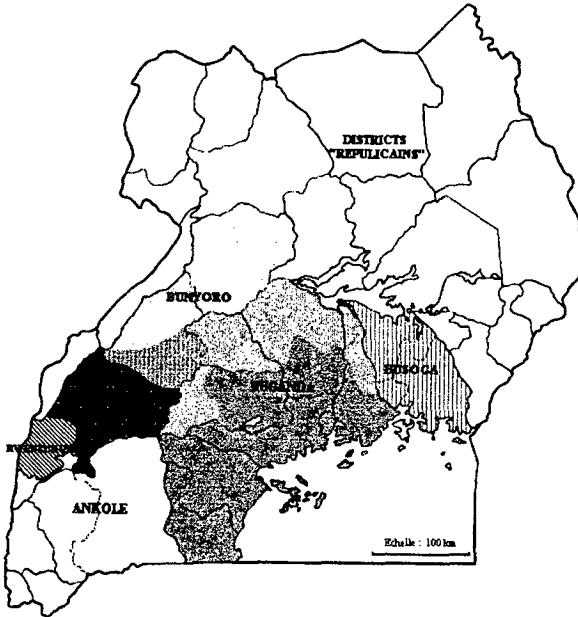 DISTRICTS
"REPULICAINS"
BUNYORO
BUGANDA
BUSOGA
ANKOLE
Echelle : 100 km